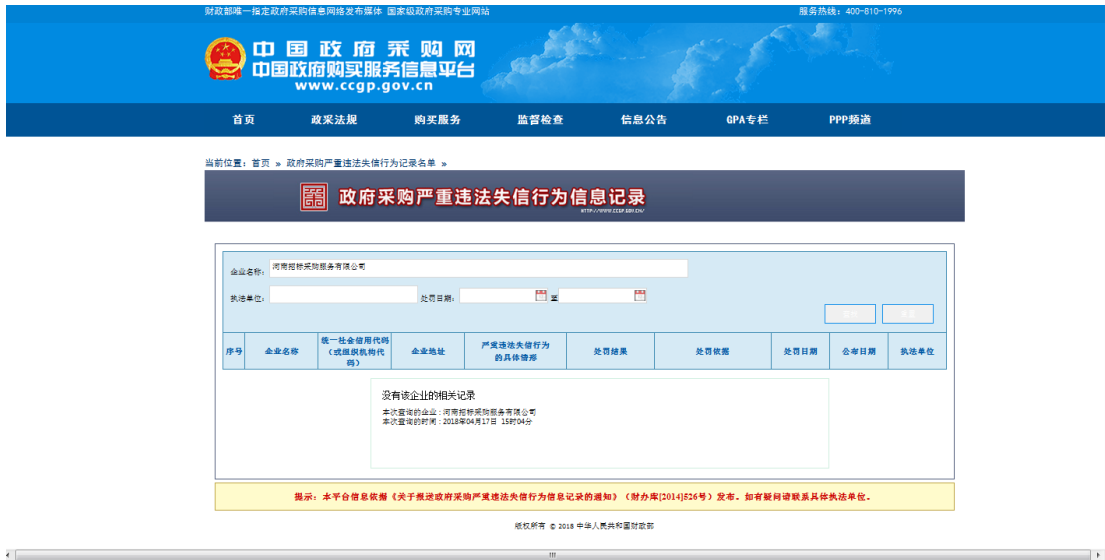 财政部唯一指定政府采购信息网络发布媒体 国家级政府采购专业网站
服务热线：400-810-1996
中国政府采购网
中国政府购买服务信息平台
www.ccgp.gov.cn
首页 政采法规 购买服务 监督检查 信息公告 GPA专栏 PPP频道
当前位置：首页 » 政府采购严重违法失信行为记录名单 »
政府采购严重违法失信行为信息记录
HTTP://WWW.CCGP.GOV.CN/
企业名称： 河南招标采购服务有限公司
执法单位： 处罚日期： 至
序号 企业名称 统一社会信用代码（或组织机构代码） 企业地址 严重违法失信行为的具体情形 处罚结果 处罚依据 处罚日期 公布日期 执法单位
没有该企业的相关记录
本次查询的企业：河南招标采购服务有限公司
本次查询的时间：2018年04月17日 15时04分
提示：本平台信息依据《关于报送政府采购严重违法失信行为信息记录的通知》（财办库[2014]526号）发布。如有疑问请联系具体执法单位。
版权所有 © 2018 中华人民共和国财政部